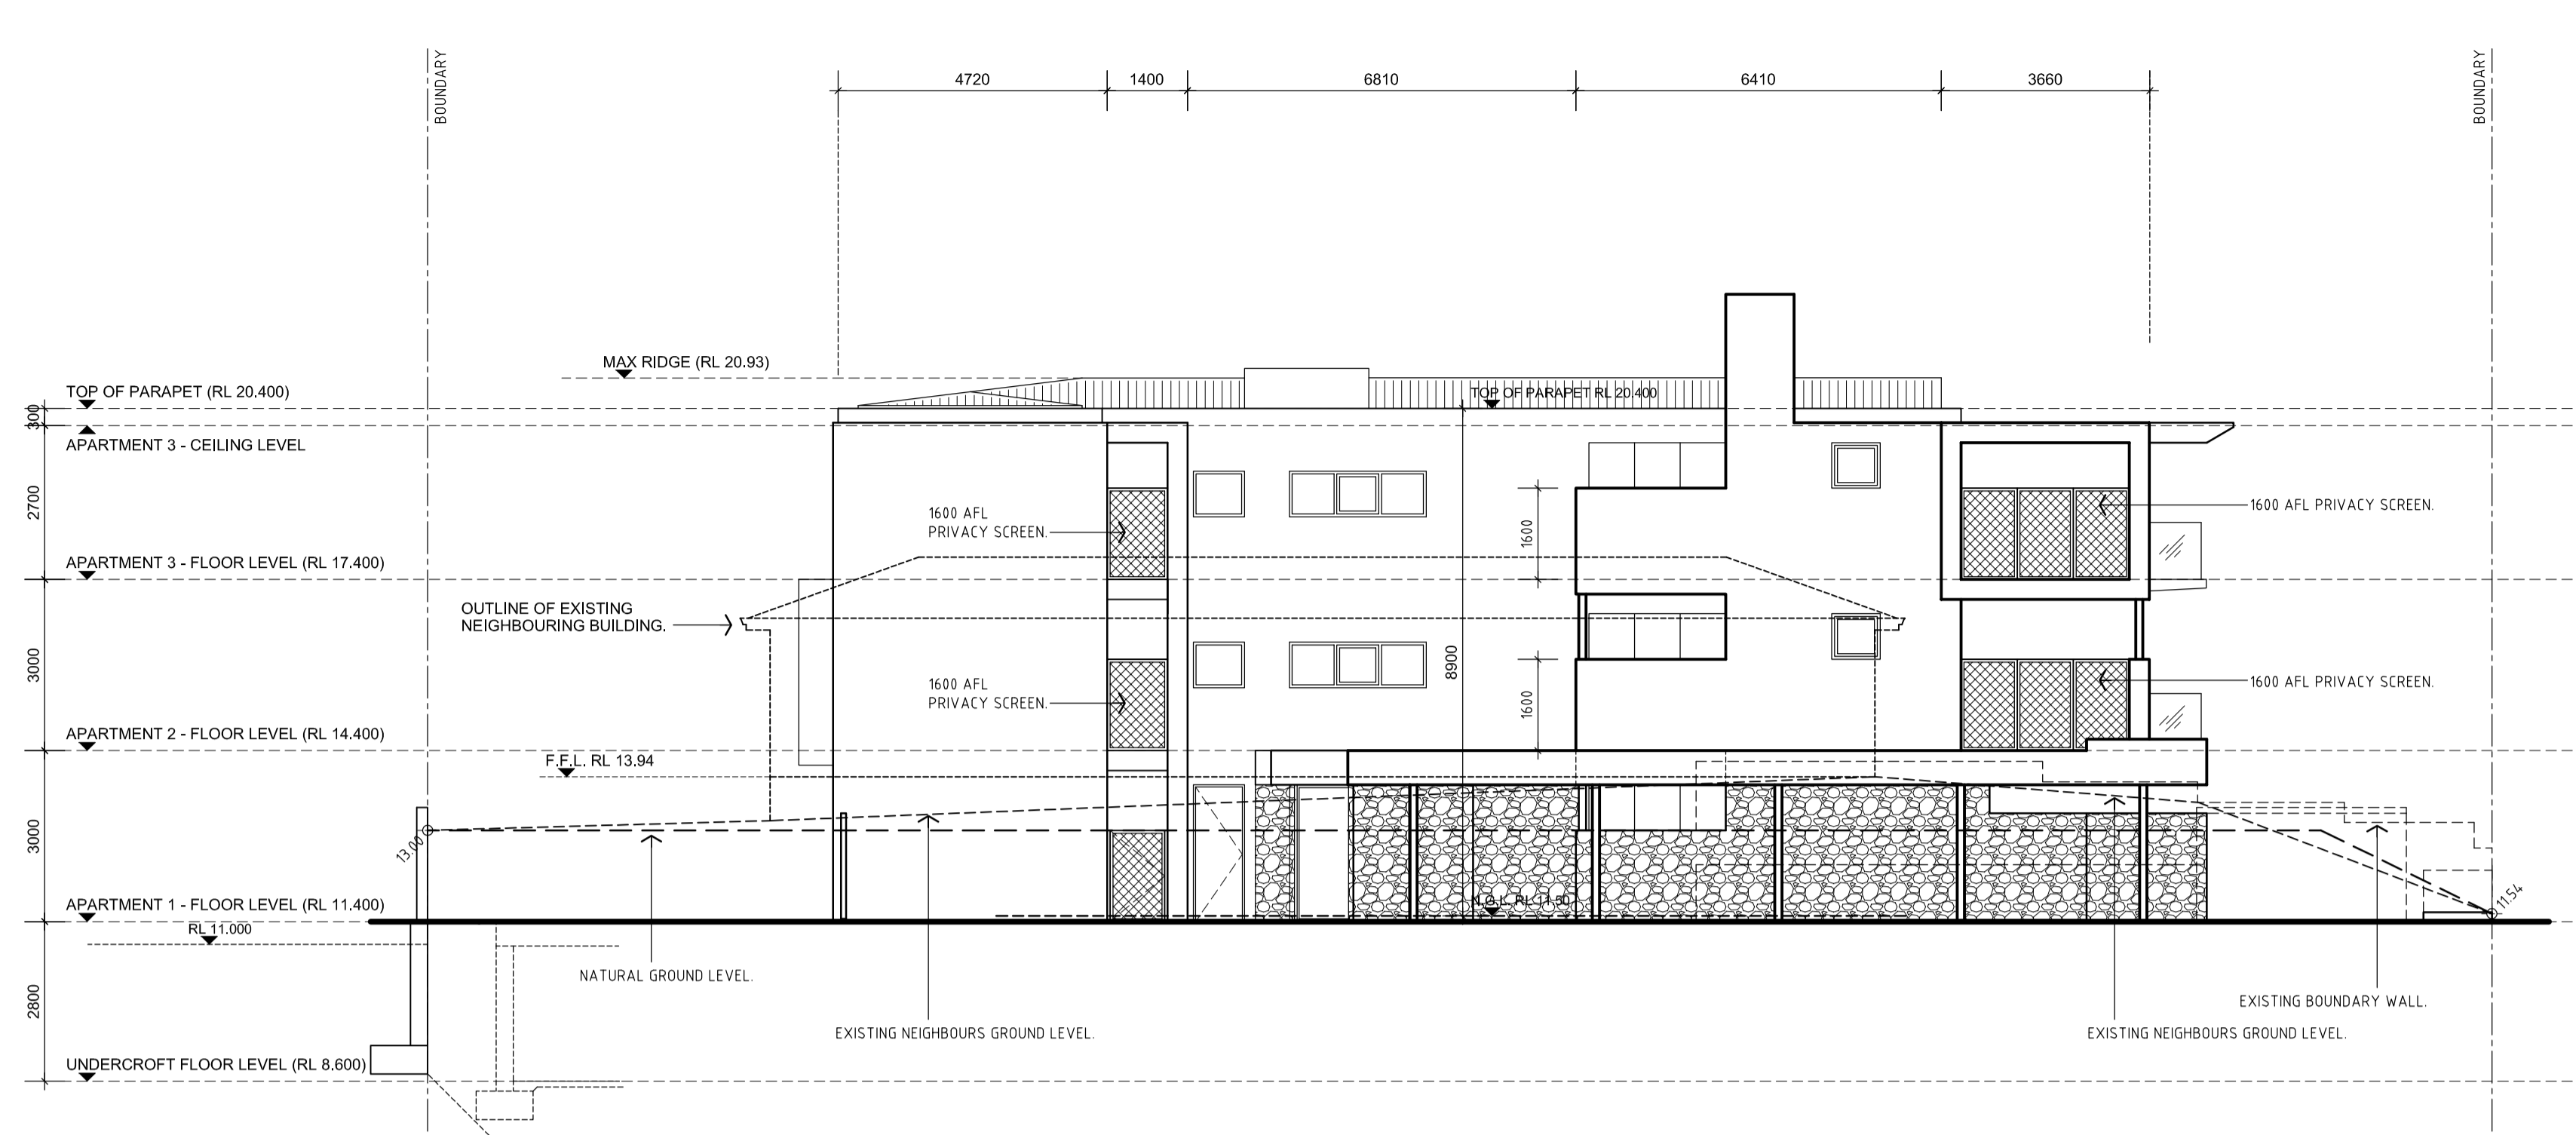 BOUNDARY
BOUNDARY
4720
1400
6810
6410
3660
MAX RIDGE (RL 20.93)
TOP OF PARAPET (RL 20.400)
TOP OF PARAPET RL 20.400
300
APARTMENT 3 - CEILING LEVEL
2700
1600 AFL
PRIVACY SCREEN.
1600
1600 AFL PRIVACY SCREEN.
APARTMENT 3 - FLOOR LEVEL (RL 17.400)
OUTLINE OF EXISTING
NEIGHBOURING BUILDING.
3000
8900
1600 AFL
PRIVACY SCREEN.
1600
1600 AFL PRIVACY SCREEN.
APARTMENT 2 - FLOOR LEVEL (RL 14.400)
F.F.L. RL 13.94
3000
13.00
APARTMENT 1 - FLOOR LEVEL (RL 11.400)
N.G.L. RL 11.50
11.54
RL 11.000
NATURAL GROUND LEVEL.
2800
EXISTING BOUNDARY WALL.
EXISTING NEIGHBOURS GROUND LEVEL.
EXISTING NEIGHBOURS GROUND LEVEL.
UNDERCROFT FLOOR LEVEL (RL 8.600)